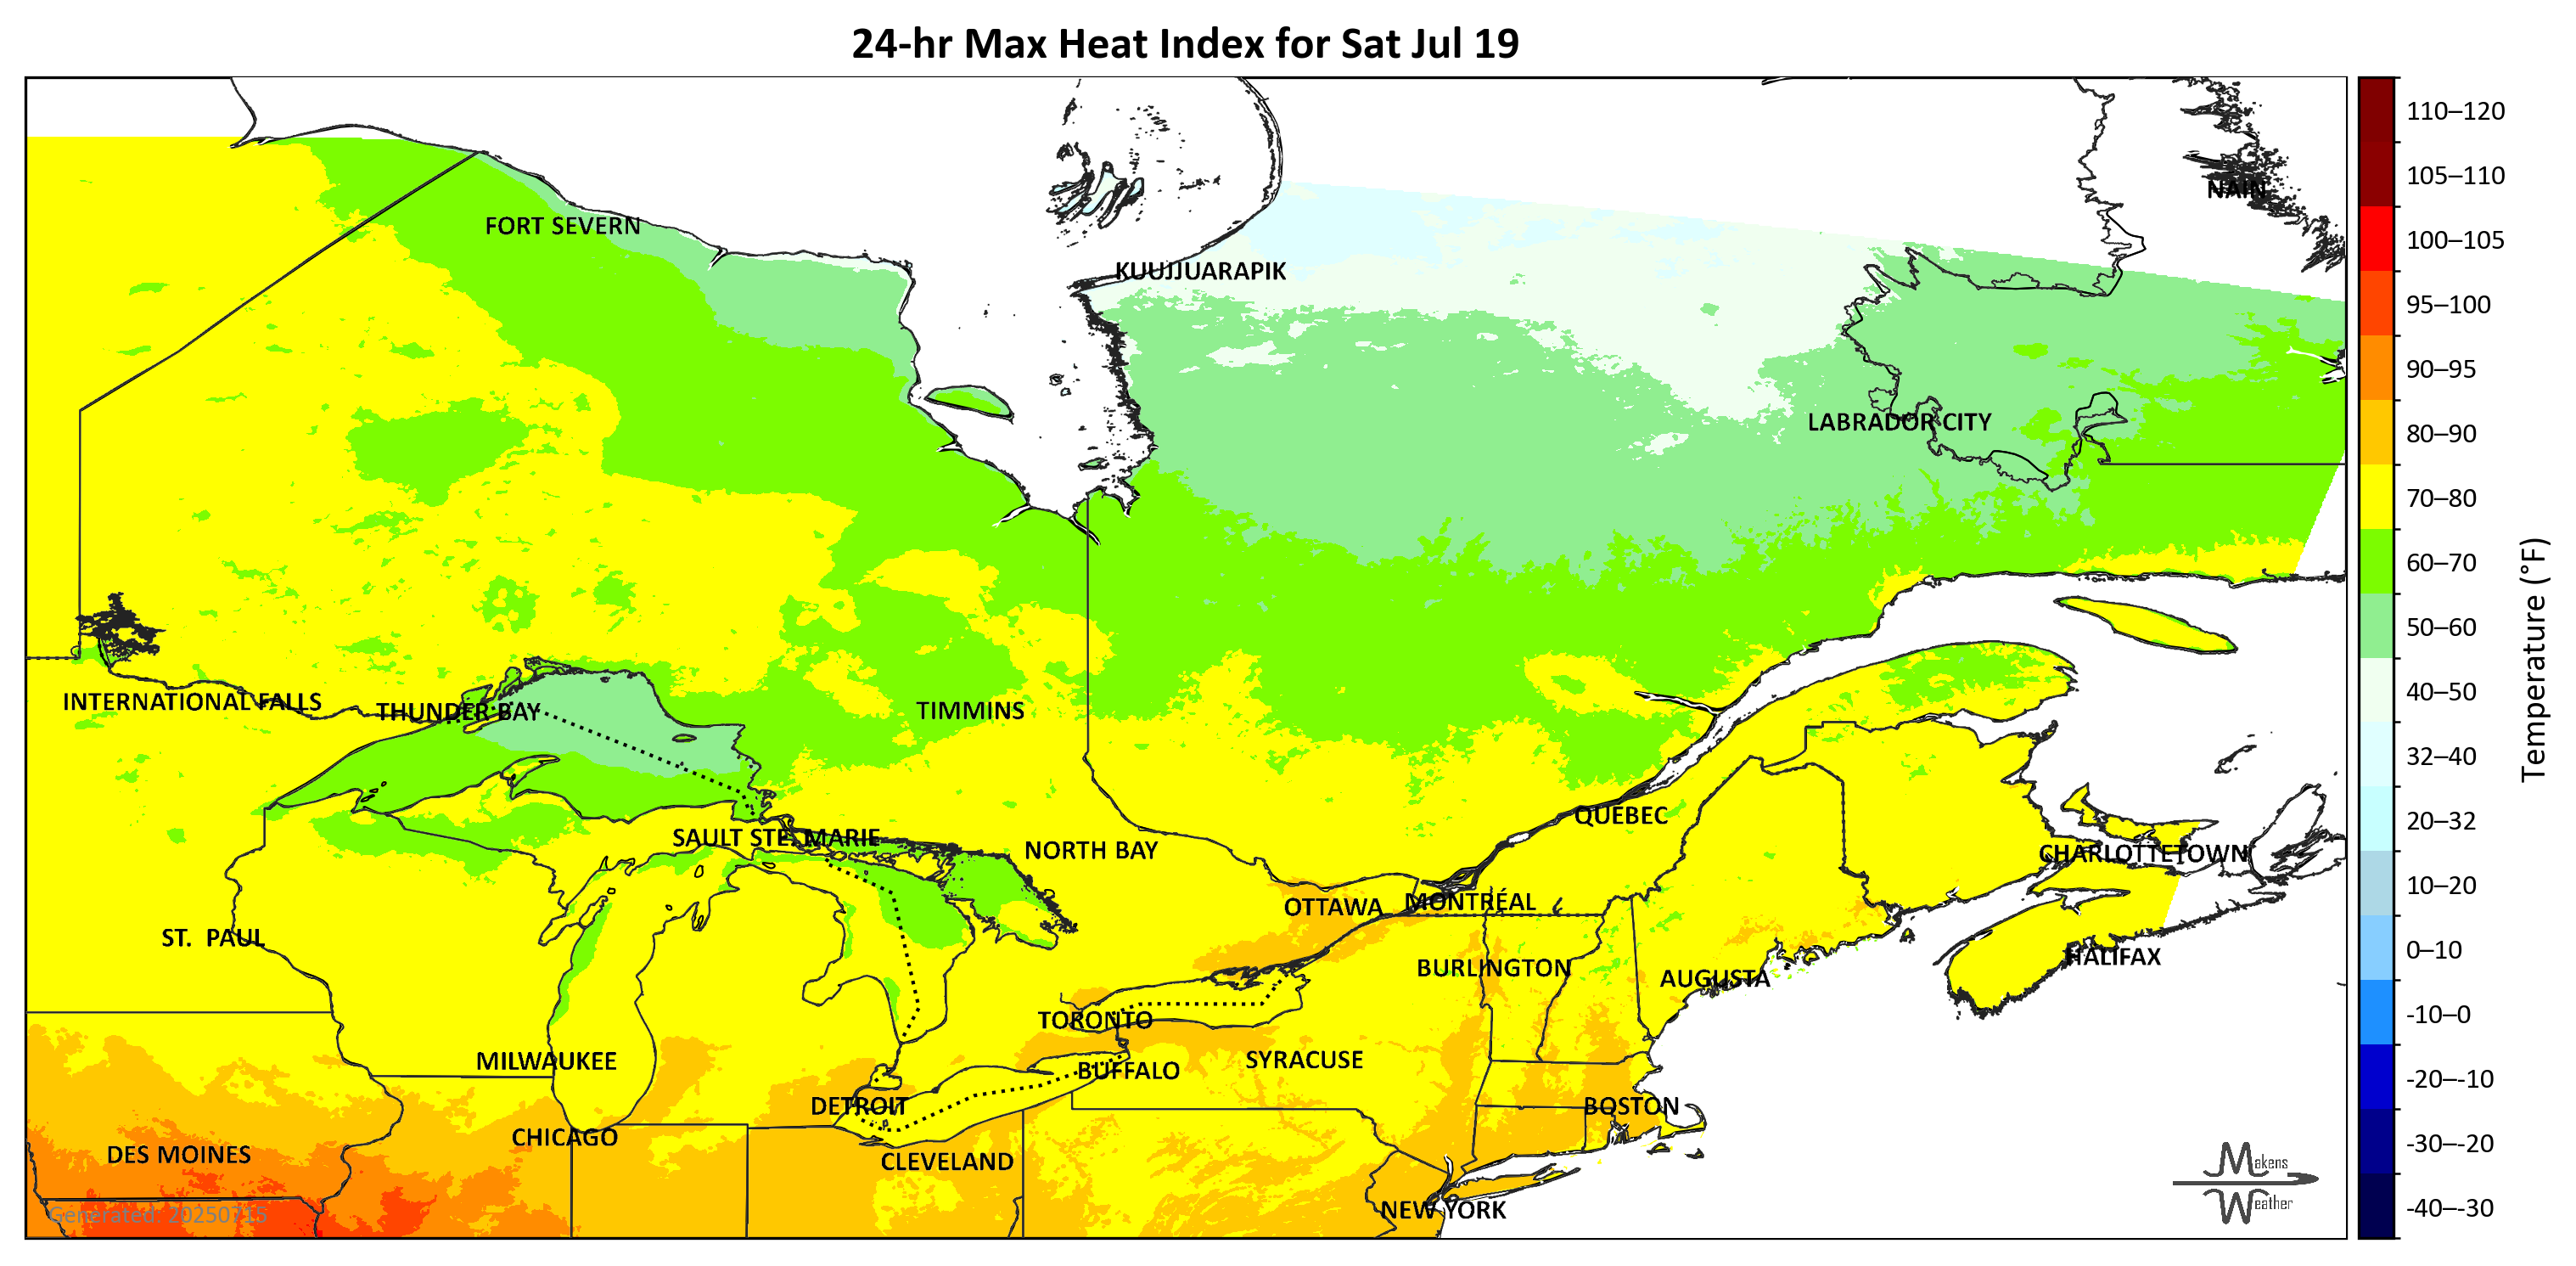 24-hr Max Heat Index for Sat Jul 19
NAIN
FORT SEVERN
KUUJJUARAPIK
LABRADOR CITY
INTERNATIONAL FALLS
THUNDER BAY
TIMMINS
QUEBEC
SAULT STE. MARIE
NORTH BAY
CHARLOTTETOWN
OTTAWA
MONTRÉAL
ST. PAUL
HALIFAX
BURLINGTON
AUGUSTA
TORONTO
MILWAUKEE
SYRACUSE
BUFFALO
DETROIT
BOSTON
CHICAGO
DES MOINES
CLEVELAND
NEW YORK
Generated: 20250715
Makens
Weather
110–120
105–110
100–105
95–100
90–95
80–90
70–80
60–70
50–60
40–50
32–40
20–32
10–20
0–10
-10–0
-20–-10
-30–-20
-40–-30
Temperature (°F)